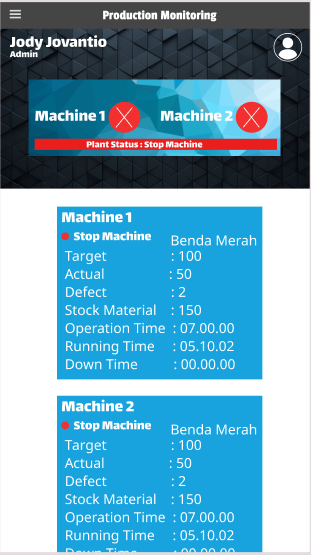 Production Monitoring
Jody Jovantio
Admin
Machine 1 Machine 2
Plant Status : Stop Machine
Machine 1
Stop Machine Benda Merah
Target : 100
Actual : 50
Defect : 2
Stock Material : 150
Operation Time : 07.00.00
Running Time : 05.10.02
Down Time : 00.00.00
Machine 2
Stop Machine Benda Merah
Target : 100
Actual : 50
Defect : 2
Stock Material : 150
Operation Time : 07.00.00
Running Time : 05.10.02
Down Time : 00.00.00